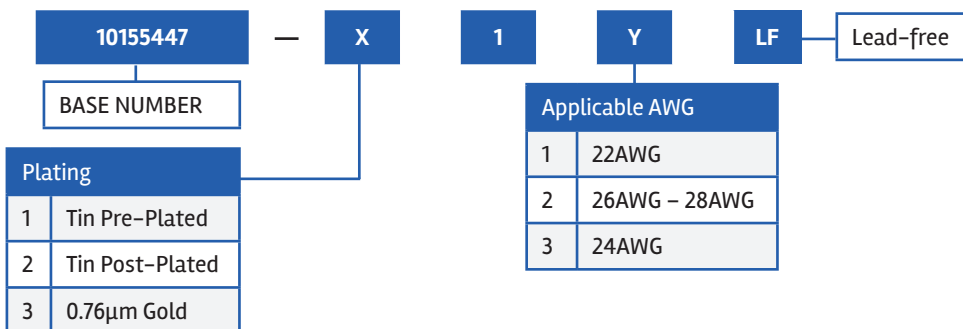 10155447 — X 1 Y LF Lead-free
BASE NUMBER
Plating
1 Tin Pre-Plated
2 Tin Post-Plated
3 0.76μm Gold
Applicable AWG
1 22AWG
2 26AWG – 28AWG
3 24AWG